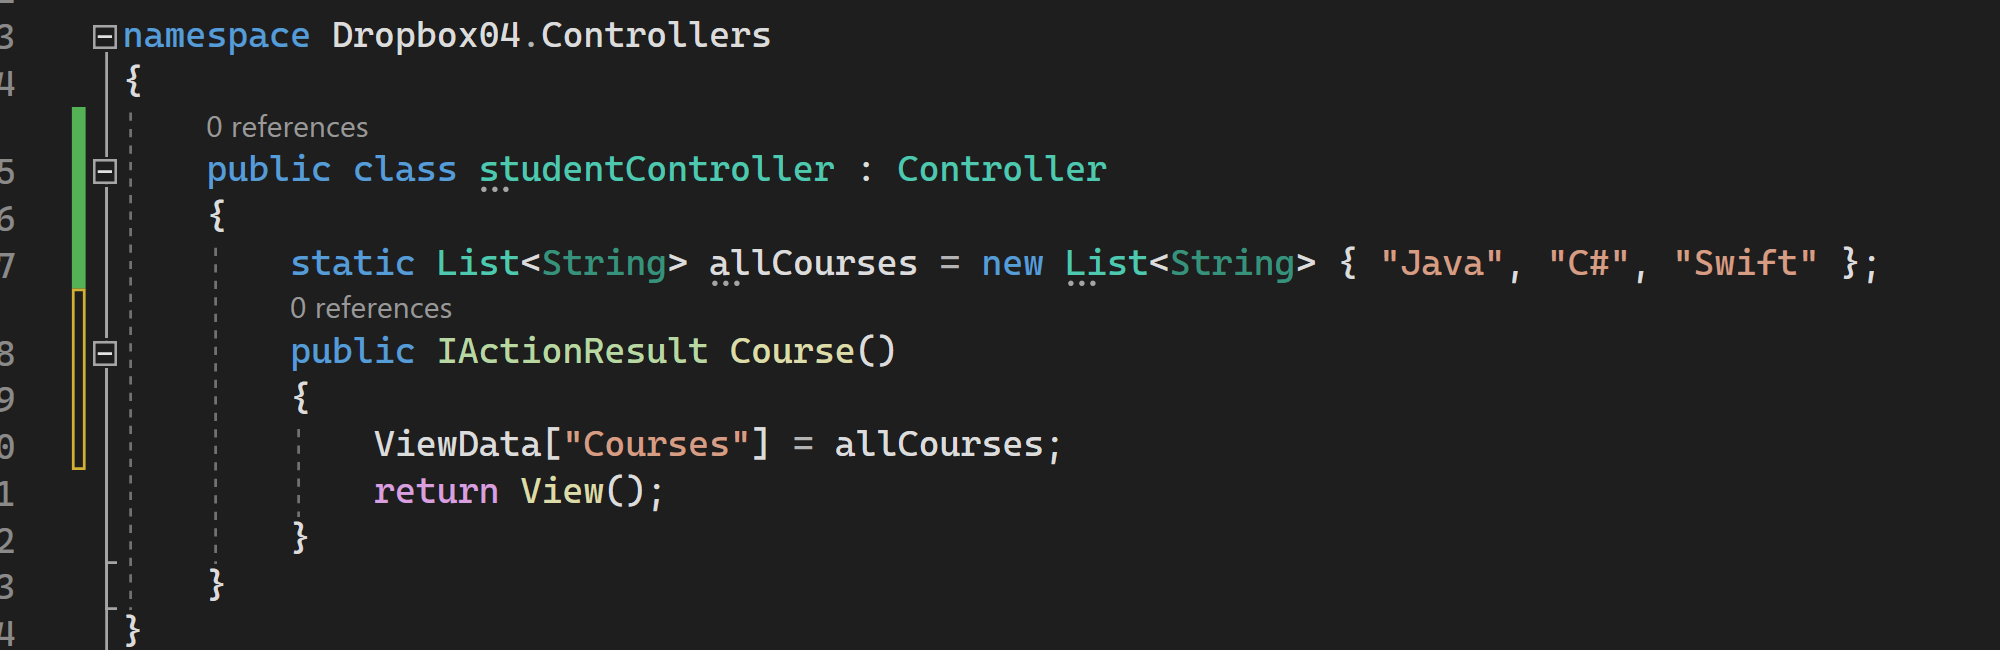 3 namespace Dropbox04.Controllers
4 {
0 references
5 public class studentController : Controller
6 {
7 static List<String> allCourses = new List<String> { "Java", "C#", "Swift" };
0 references
8 public IActionResult Course()
9 {
0 ViewData["Courses"] = allCourses;
1 return View();
2 }
3 }
4 }